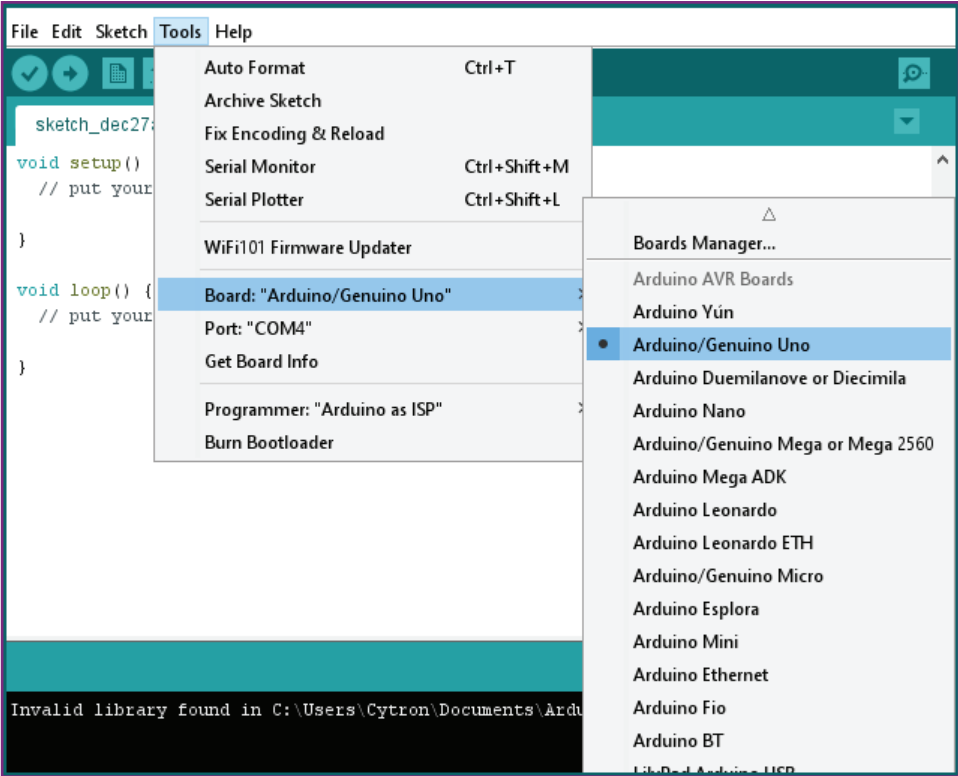 File Edit Sketch Tools Help
Auto Format Ctrl+T
Archive Sketch
Fix Encoding & Reload
Serial Monitor Ctrl+Shift+M
Serial Plotter Ctrl+Shift+L
WiFi101 Firmware Updater
Board: "Arduino/Genuino Uno"
Port: "COM4"
Get Board Info
Programmer: "Arduino as ISP"
Burn Bootloader
sketch_dec27a
void setup()
// put your
}
void loop() {
// put your
}
Boards Manager...
Arduino AVR Boards
Arduino Yún
Arduino/Genuino Uno
Arduino Duemilanove or Diecimila
Arduino Nano
Arduino/Genuino Mega or Mega 2560
Arduino Mega ADK
Arduino Leonardo
Arduino Leonardo ETH
Arduino/Genuino Micro
Arduino Esplora
Arduino Mini
Arduino Ethernet
Arduino Fio
Arduino BT
LilyPad Arduino USB
Invalid library found in C:\Users\Cytron\Documents\Ardu